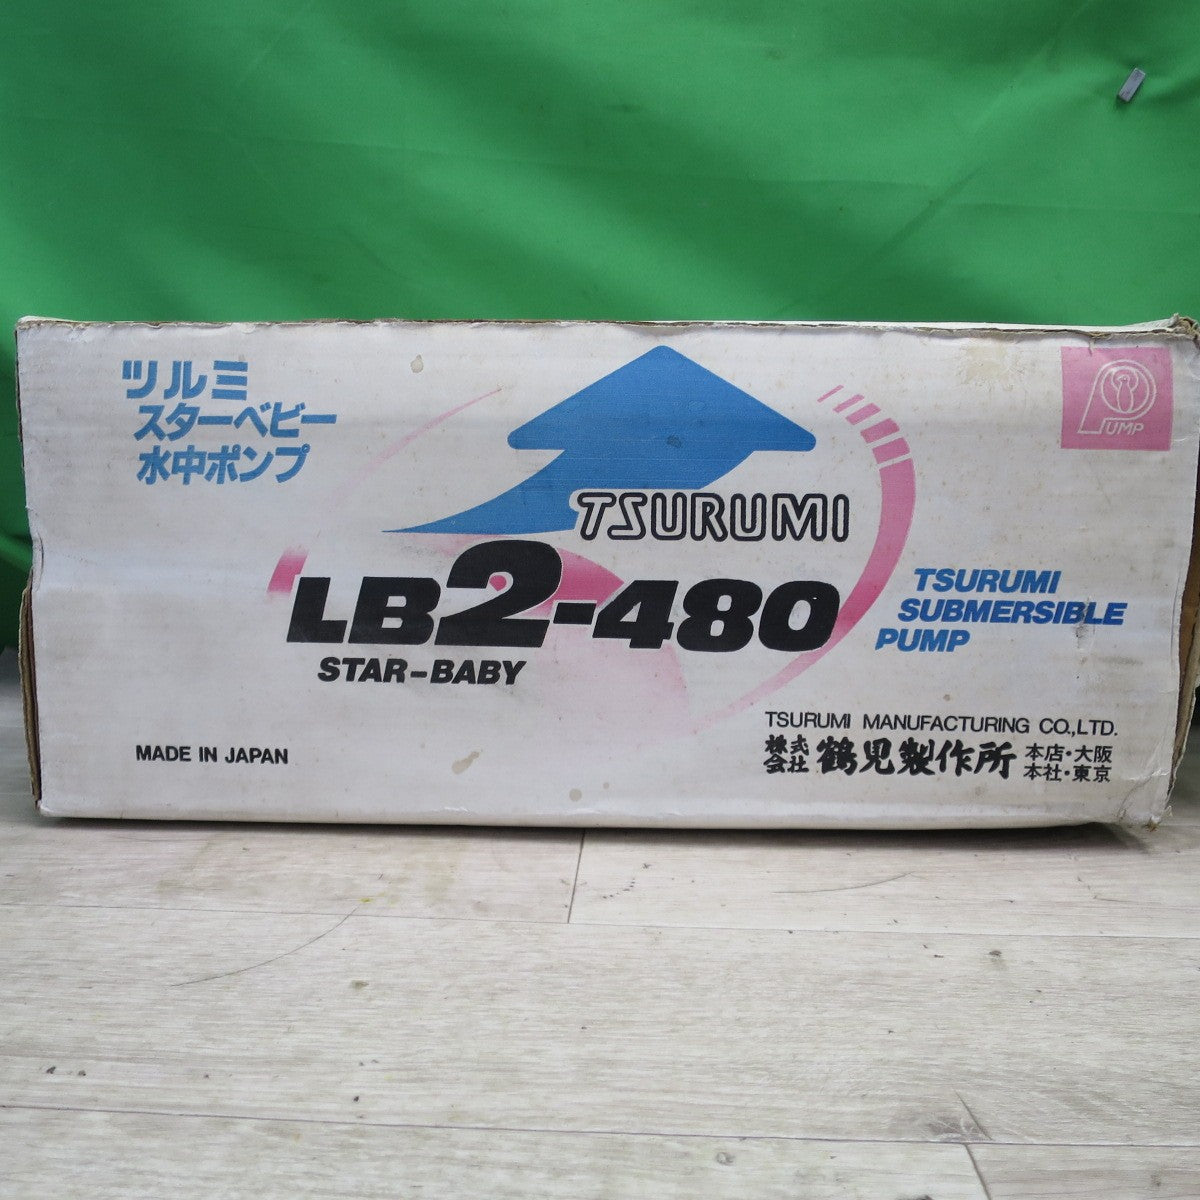 ツルミ
スターベビー
水中ポンプ
PUMP
TSURUMI
LB2-480
STAR-BABY
TSURUMI
SUBMERSIBLE
PUMP
MADE IN JAPAN
TSURUMI MANUFACTURING CO.,LTD.
株式会社 鶴見製作所 本店・大阪
本社・東京